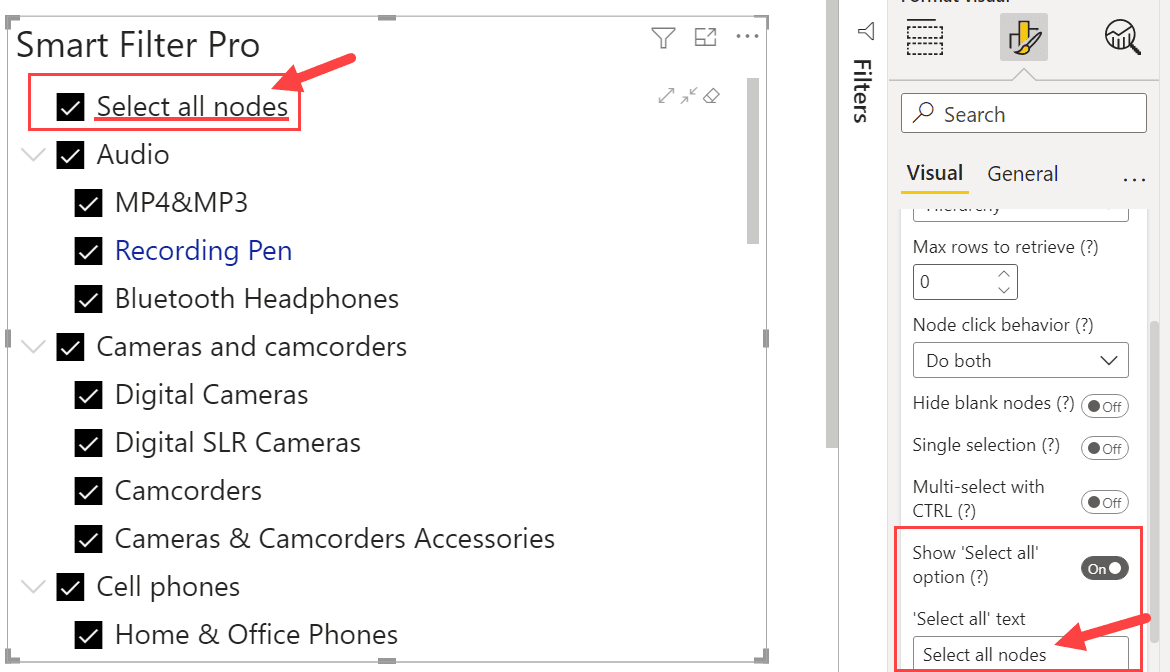 Smart Filter Pro
Select all nodes
Audio
MP4&MP3
Recording Pen
Bluetooth Headphones
Cameras and camcorders
Digital Cameras
Digital SLR Cameras
Camcorders
Cameras & Camcorders Accessories
Cell phones
Home & Office Phones
Filters
Format visual
Search
Visual General
Hierarchy
Max rows to retrieve (?)
0
Node click behavior (?)
Do both
Hide blank nodes (?) Off
Single selection (?) Off
Multi-select with
CTRL (?) Off
Show 'Select all'
option (?) On
'Select all' text
Select all nodes